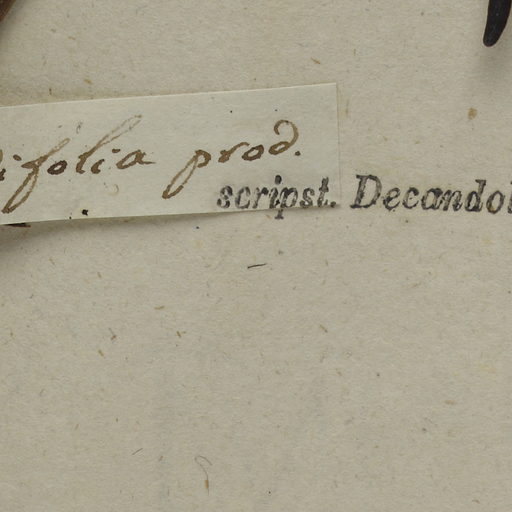 ifolia prod.
scripst. Decandol